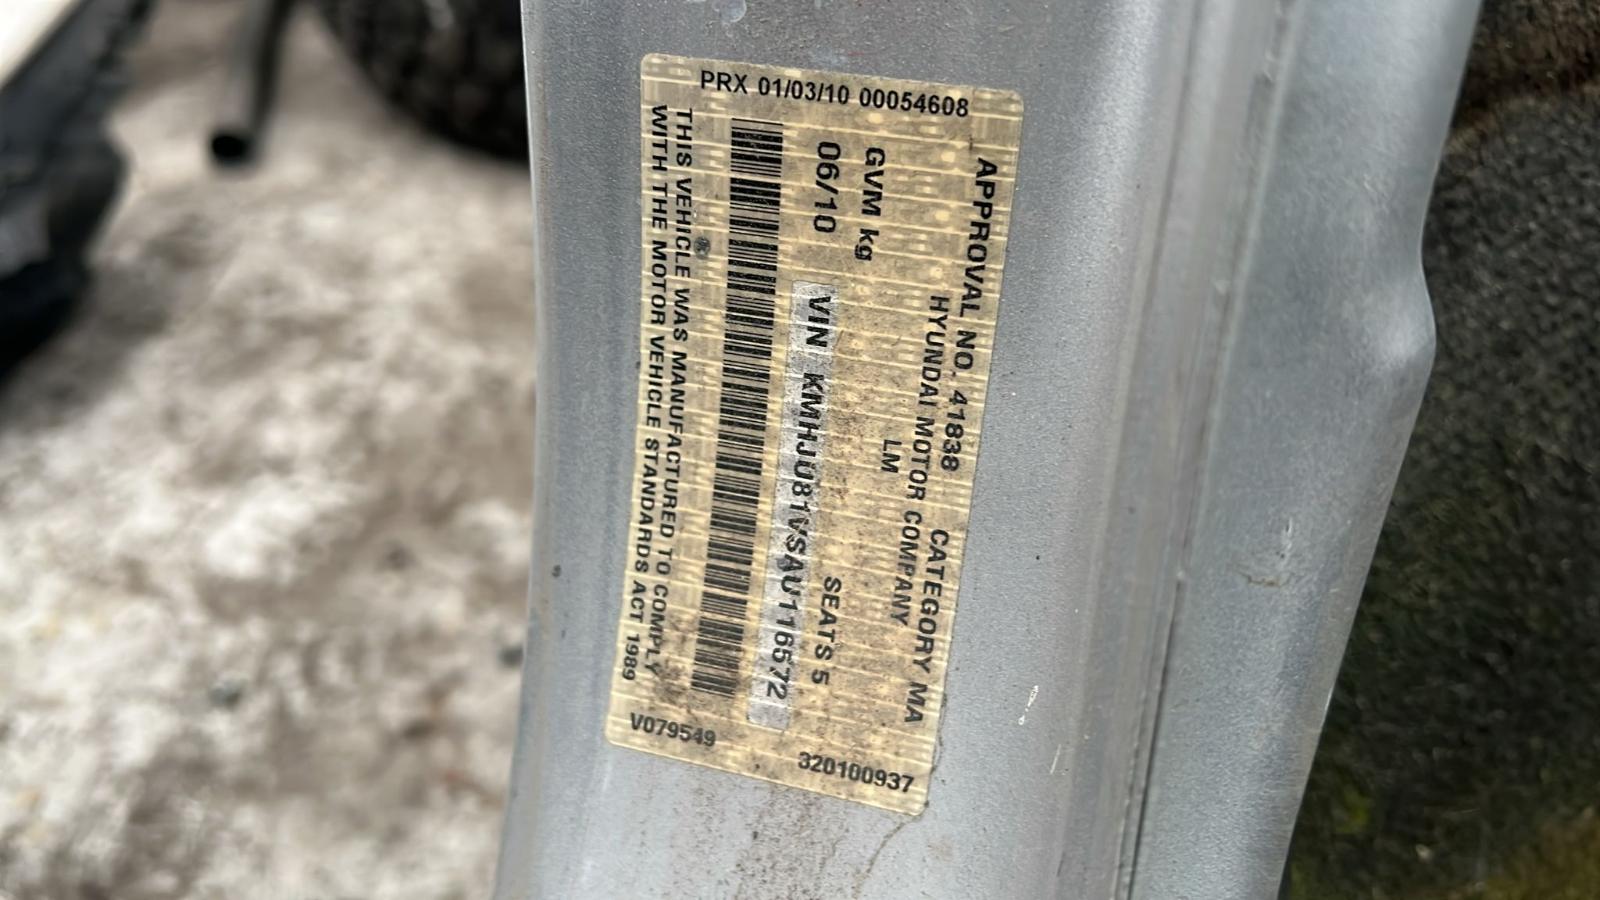 PRX 01/03/10 00054608
APPROVAL NO. 41838 CATEGORY MA
HYUNDAI MOTOR COMPANY
LM
GVM kg SEATS 5
06/10 VIN KMHJU81VSAU116572
THIS VEHICLE WAS MANUFACTURED TO COMPLY
WITH THE MOTOR VEHICLE STANDARDS ACT 1989
V079549 320100937